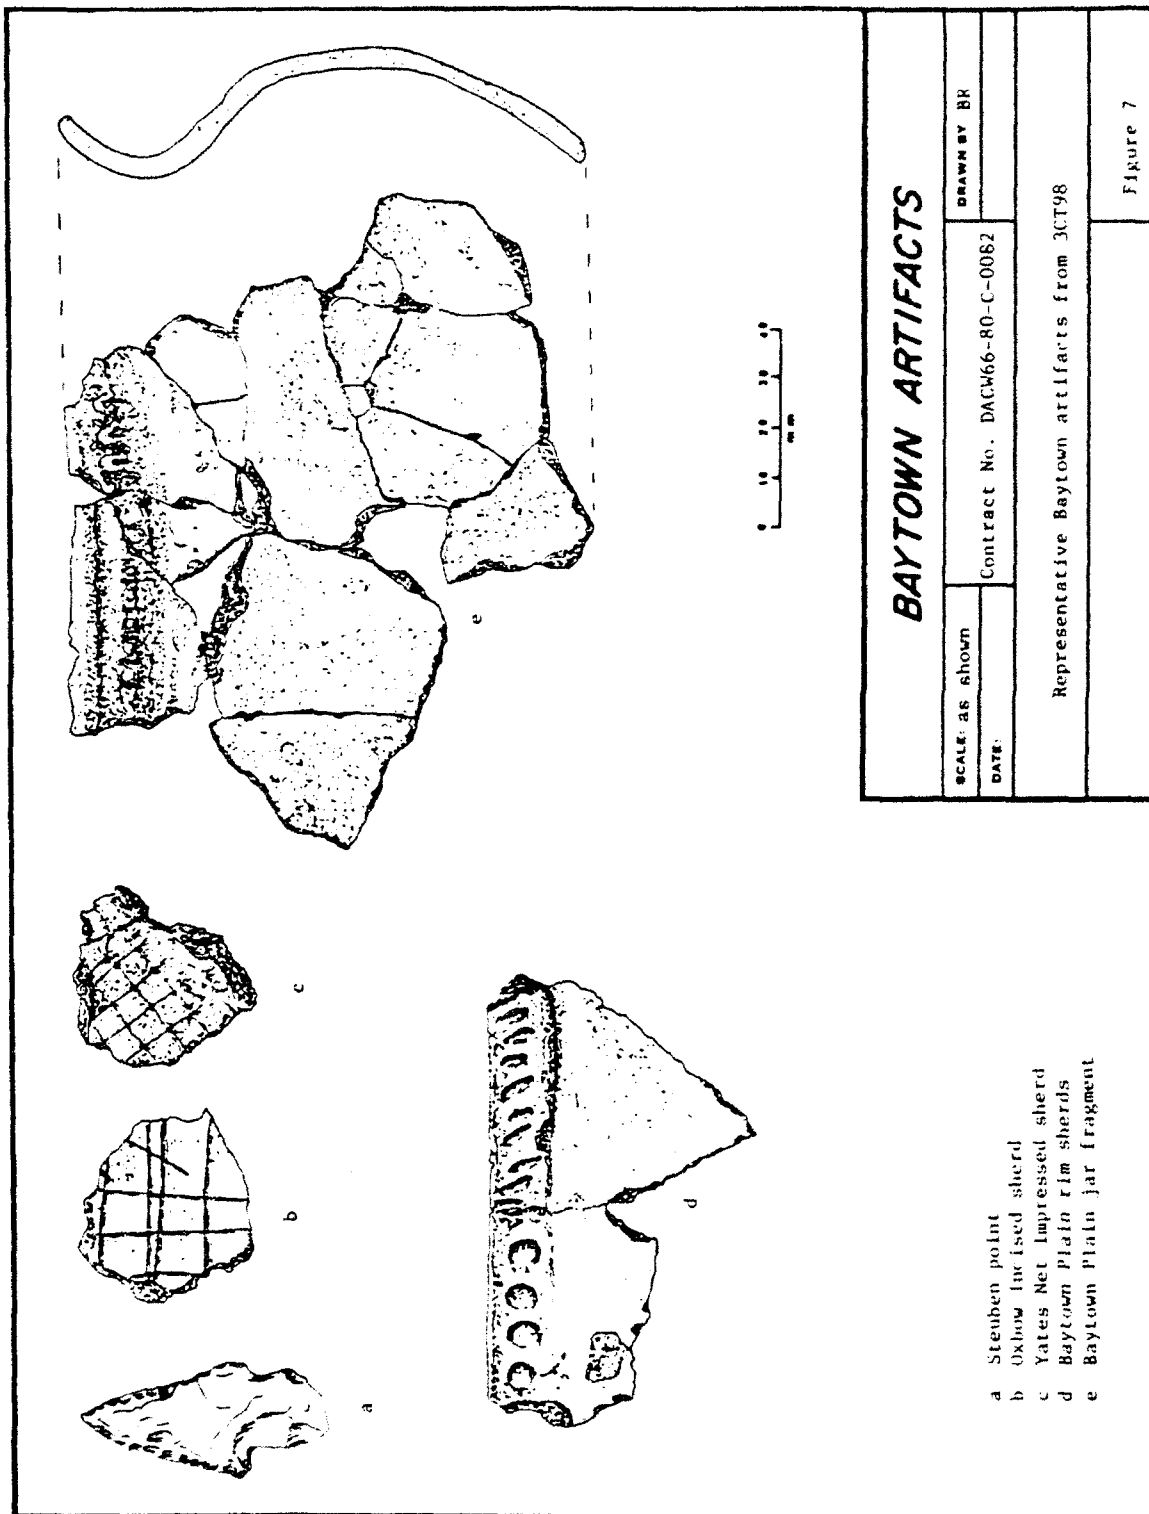 a
b
c
d
e
0 10 20 30 40
mm
a Steuben point
b Oxbow Incised sherd
c Yates Net Impressed sherd
d Baytown Plain rim sherds
e Baytown Plain jar fragment
BAYTOWN ARTIFACTS
SCALE: as shown
Contract No. DACW66-80-C-0082
DRAWN BY BR
DATE:
Representative Baytown artifacts from 3CT98
Figure 7